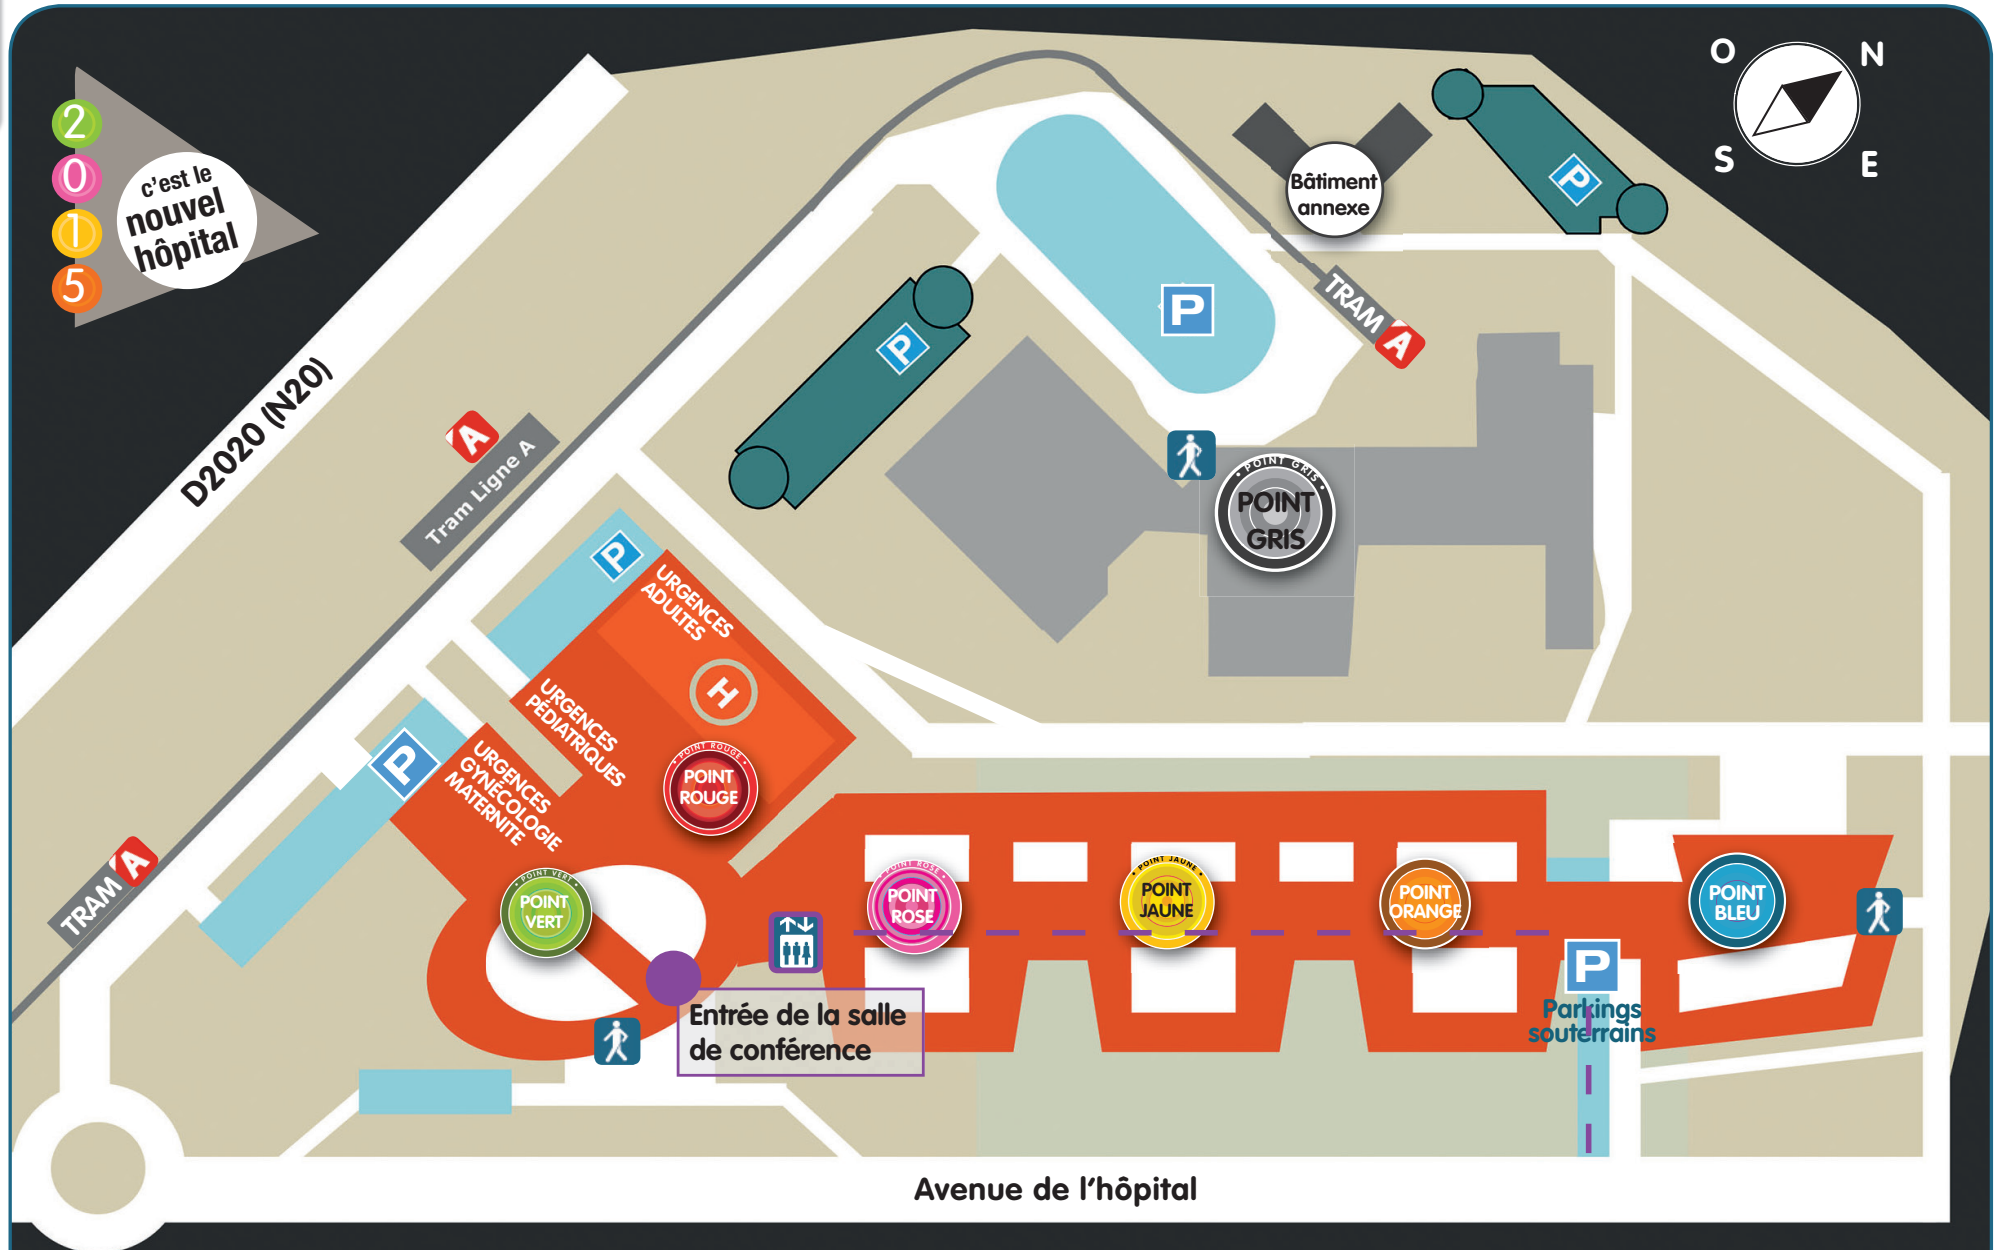 2
0
1
5
c'est le
nouvel
hôpital
O
N
S
E
P
Bâtiment
annexe
P
TRAM A
P
D2020 (N20)
A
Tram Ligne A
• POINT GRIS •
POINT
GRIS
P
URGENCES
ADULTES
H
URGENCES
PÉDIATRIQUES
P
URGENCES
GYNÉCOLOGIE
MATERNITE
• POINT ROUGE •
POINT
ROUGE
TRAM A
• POINT VERT •
POINT
VERT
• POINT ROSE •
POINT
ROSE
• POINT JAUNE •
POINT
JAUNE
POINT
ORANGE
POINT
BLEU
P
Parkings
souterrains
Entrée de la salle
de conférence
Avenue de l'hôpital